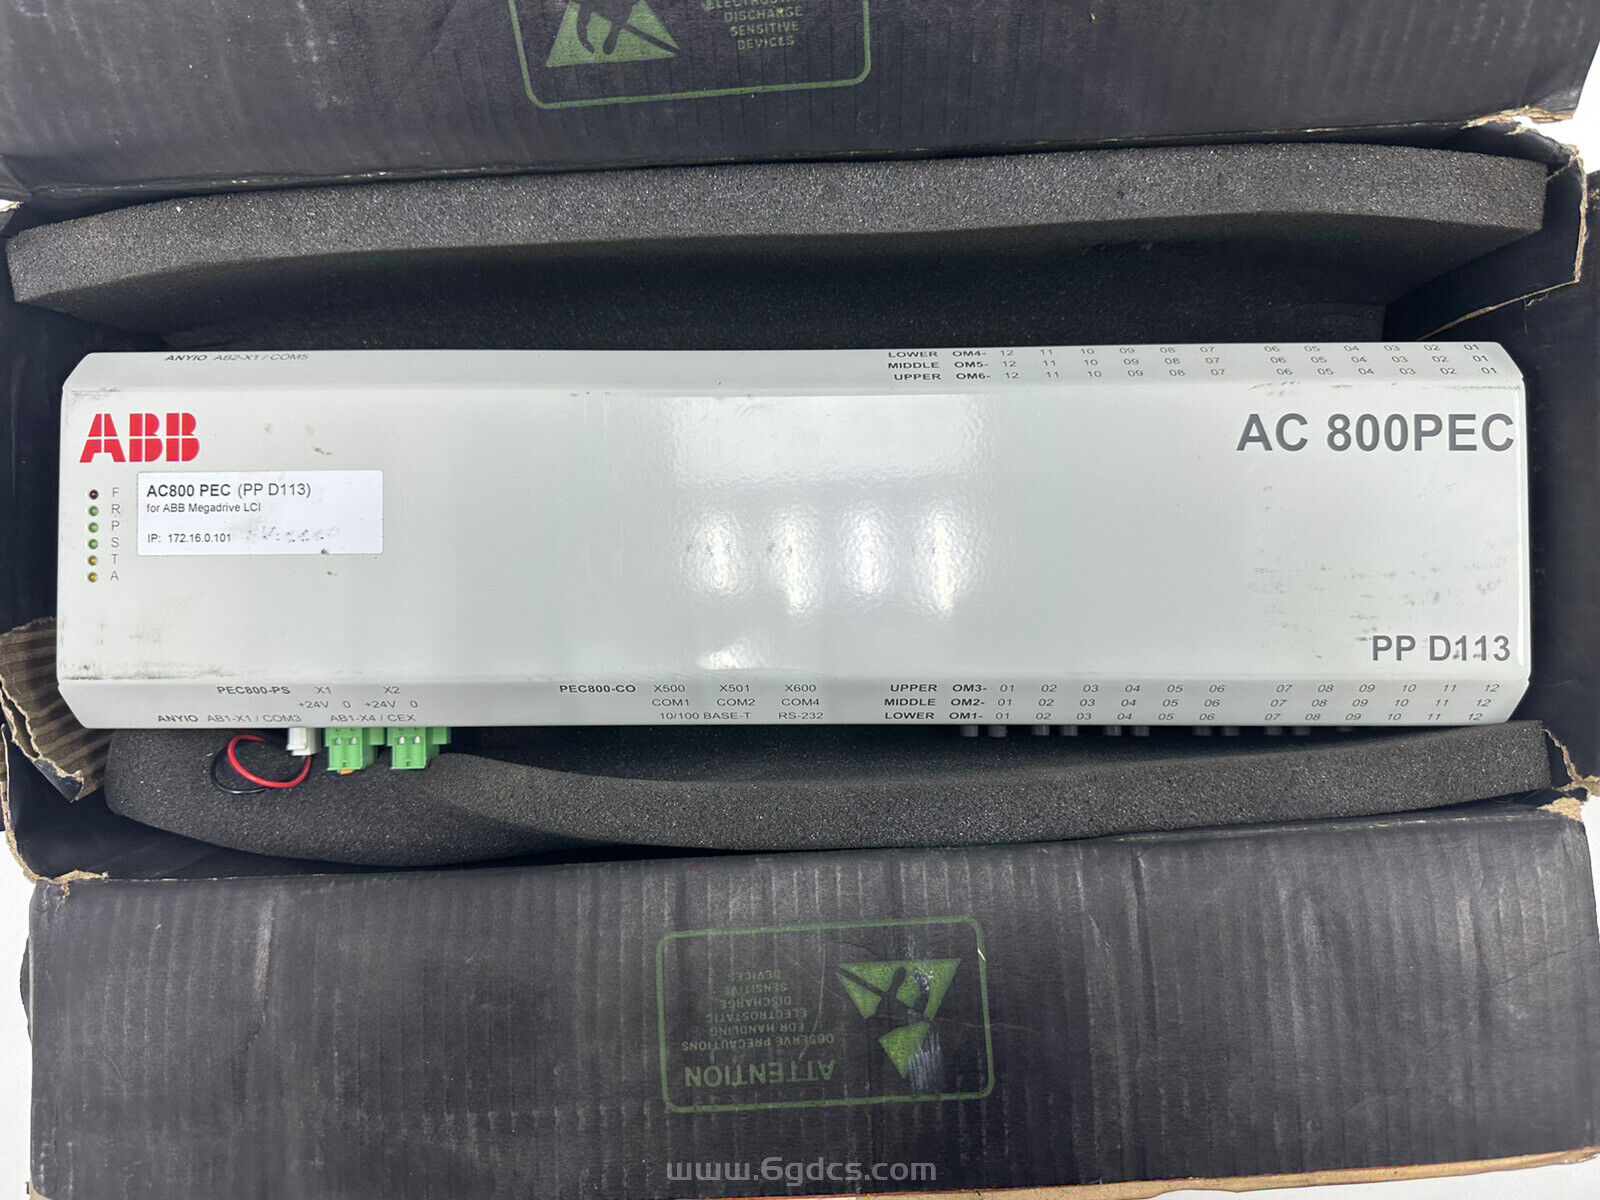 DISCHARGE
SENSITIVE
DEVICES
ANYIO AB2-X1 / COM5
LOWER OM4- 12 11 10 09 08 07 06 05 04 03 02 01
MIDDLE OM5- 12 11 10 09 08 07 06 05 04 03 02 01
UPPER OM6- 12 11 10 09 08 07 06 05 04 03 02 01
ABB
AC 800PEC
AC800 PEC (PP D113)
for ABB Megadrive LCI
IP: 172.16.0.101
F
R
P
S
T
A
PP D113
PEC800-PS X1 X2
+24V 0 +24V 0
ANYIO AB1-X1 / COM3 AB1-X4 / CEX
PEC800-CO X500 X501 X600
COM1 COM2 COM4
10/100 BASE-T RS-232
UPPER OM3- 01 02 03 04 05 06 07 08 09 10 11 12
MIDDLE OM2- 01 02 03 04 05 06 07 08 09 10 11 12
LOWER OM1- 01 02 03 04 05 06 07 08 09 10 11 12
ATTENTION
OBSERVE PRECAUTIONS
FOR HANDLING
ELECTROSTATIC
DISCHARGE
SENSITIVE
DEVICES
www.6gdcs.com